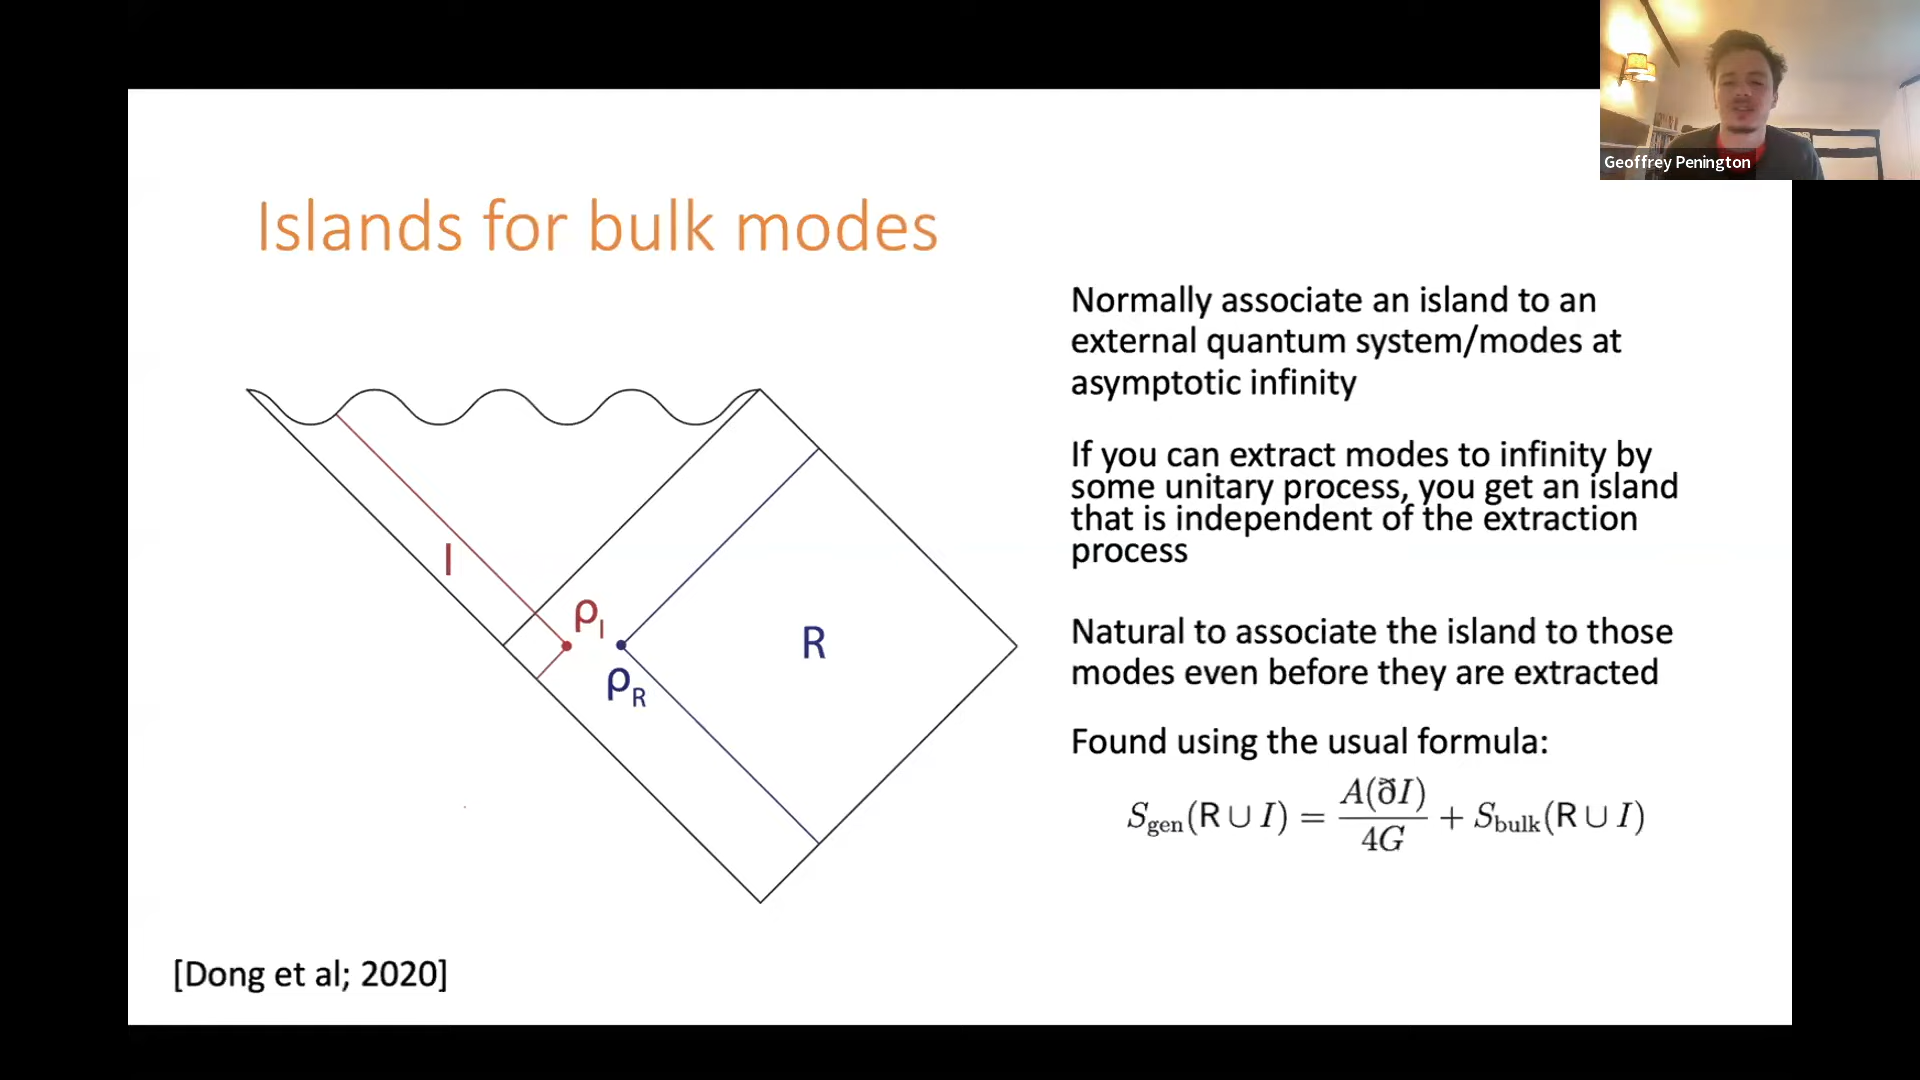 Geoffrey Penington
Islands for bulk modes
Normally associate an island to an
external quantum system/modes at
asymptotic infinity
If you can extract modes to infinity by
some unitary process, you get an island
that is independent of the extraction
process
Natural to associate the island to those
modes even before they are extracted
Found using the usual formula:
S_gen(R ∪ I) = A(ðI)/4G + S_bulk(R ∪ I)
I
ρ_I
ρ_R
R
[Dong et al; 2020]